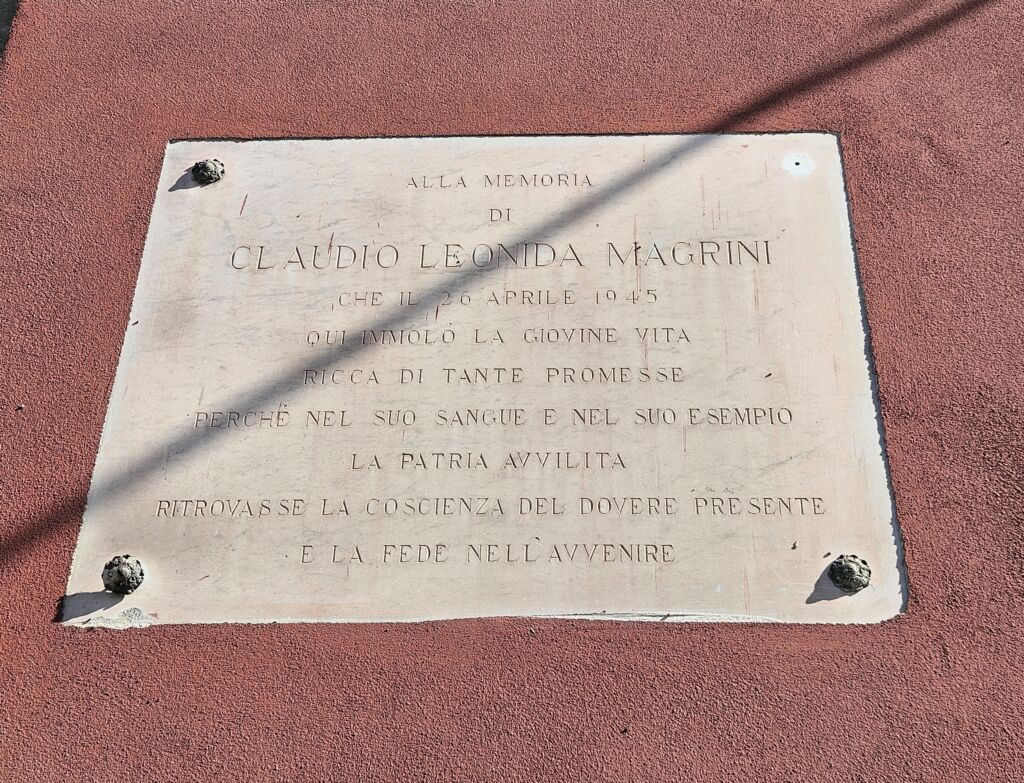 ALLA MEMORIA
DI
CLAUDIO LEONIDA MAGRINI
CHE IL 26 APRILE 1945
QUI IMMOLÒ LA GIOVINE VITA
RICCA DI TANTE PROMESSE
PERCHÈ NEL SUO SANGUE E NEL SUO ESEMPIO
LA PATRIA AVVILITA
RITROVASSE LA COSCIENZA DEL DOVERE PRESENTE
E LA FEDE NELL'AVVENIRE